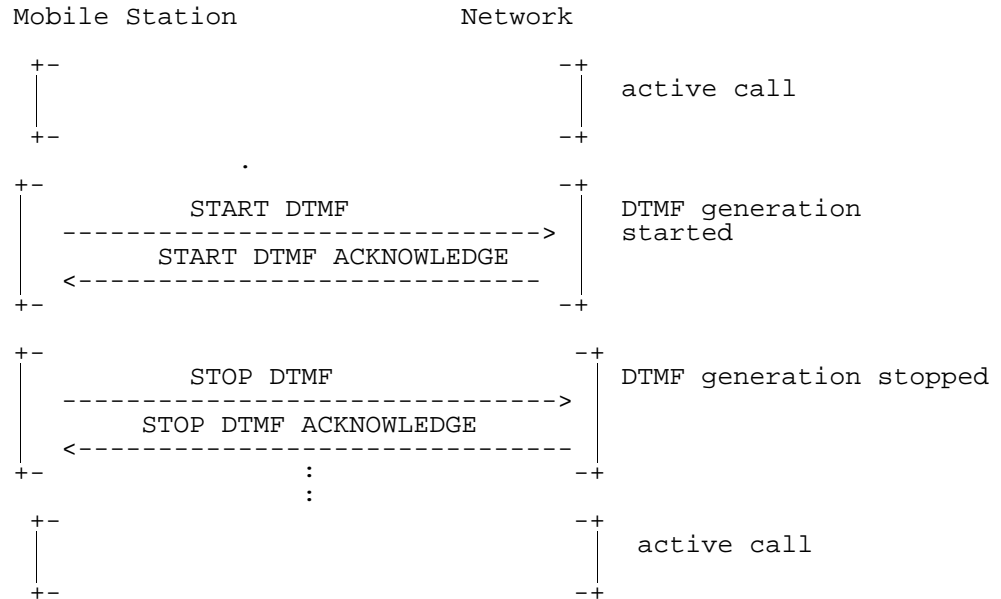 Mobile Station Network
+- -+
active call
+- -+
.
+- -+
START DTMF DTMF generation
-------------------------------> started
START DTMF ACKNOWLEDGE
<------------------------------
+- -+
+- -+
STOP DTMF DTMF generation stopped
-------------------------------->
STOP DTMF ACKNOWLEDGE
<--------------------------------
+- : -+
:
+- -+
active call
+- -+